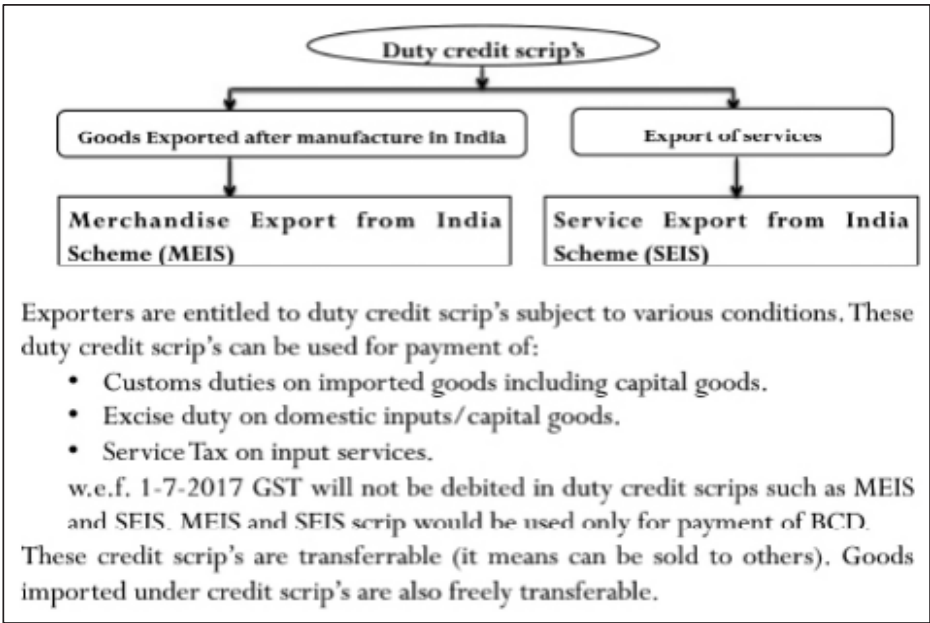 Duty credit scrip's
Goods Exported after manufacture in India
Export of services
Merchandise Export from India
Scheme (MEIS)
Service Export from India
Scheme (SEIS)
Exporters are entitled to duty credit scrip's subject to various conditions. These
duty credit scrip's can be used for payment of:
• Customs duties on imported goods including capital goods.
• Excise duty on domestic inputs/capital goods.
• Service Tax on input services.
w.e.f. 1-7-2017 GST will not be debited in duty credit scrips such as MEIS
and SEIS. MEIS and SEIS scrip would be used only for payment of BCD.
These credit scrip's are transferrable (it means can be sold to others). Goods
imported under credit scrip's are also freely transferable.